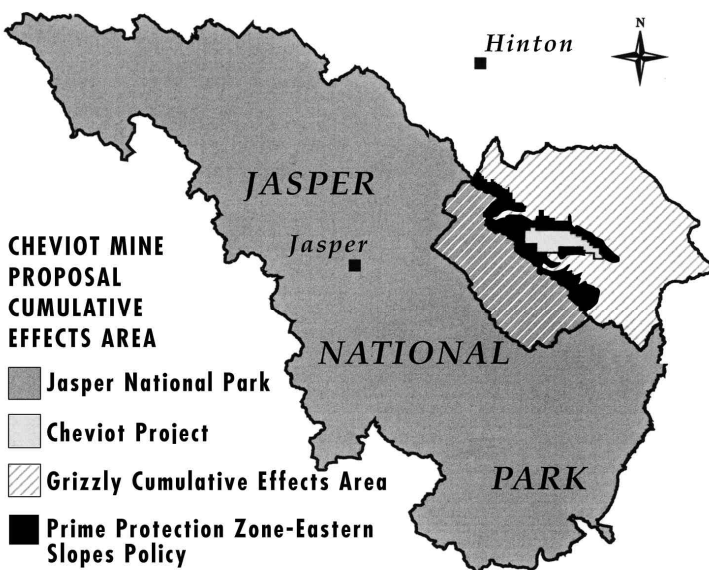 N
Hinton
JASPER
Jasper
CHEVIOT MINE
PROPOSAL
CUMULATIVE
EFFECTS AREA
NATIONAL
Jasper National Park
Cheviot Project
Grizzly Cumulative Effects Area
PARK
Prime Protection Zone-Eastern
Slopes Policy